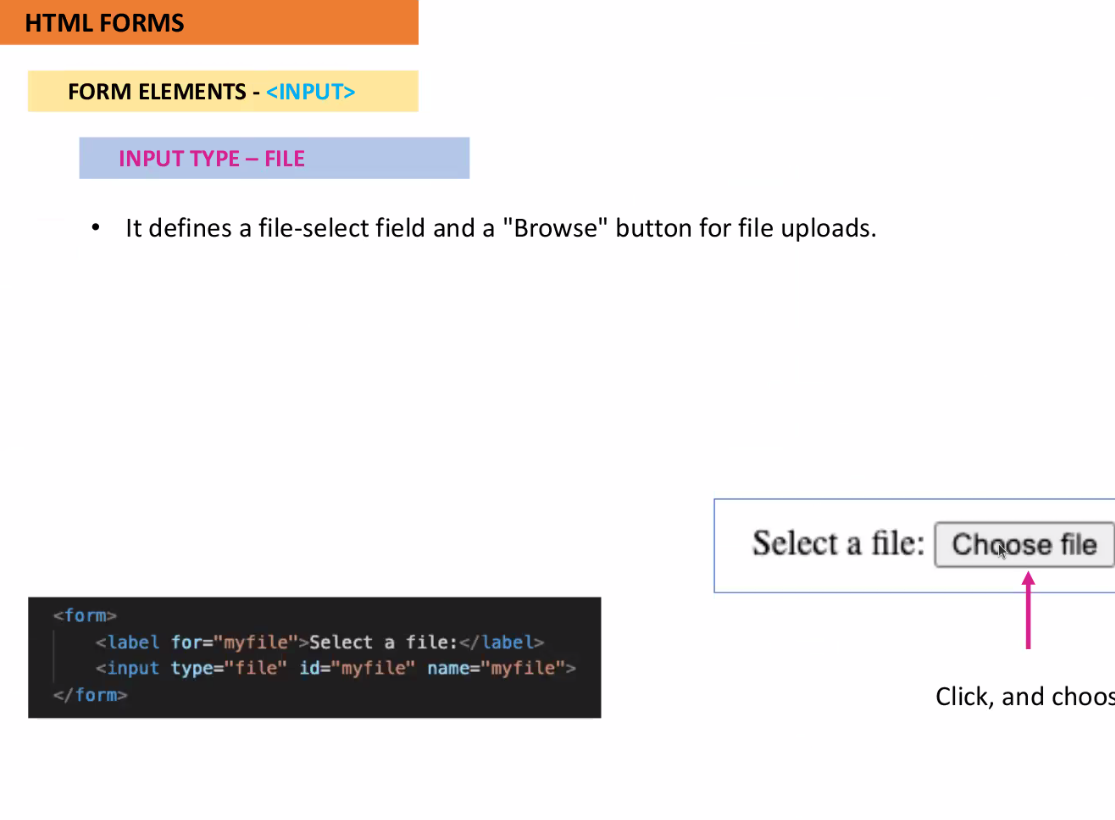 HTML FORMS
FORM ELEMENTS - <INPUT>
INPUT TYPE – FILE
• It defines a file-select field and a "Browse" button for file uploads.
Select a file: Choose file
<form>
<label for="myfile">Select a file:</label>
<input type="file" id="myfile" name="myfile">
</form>
Click, and choos